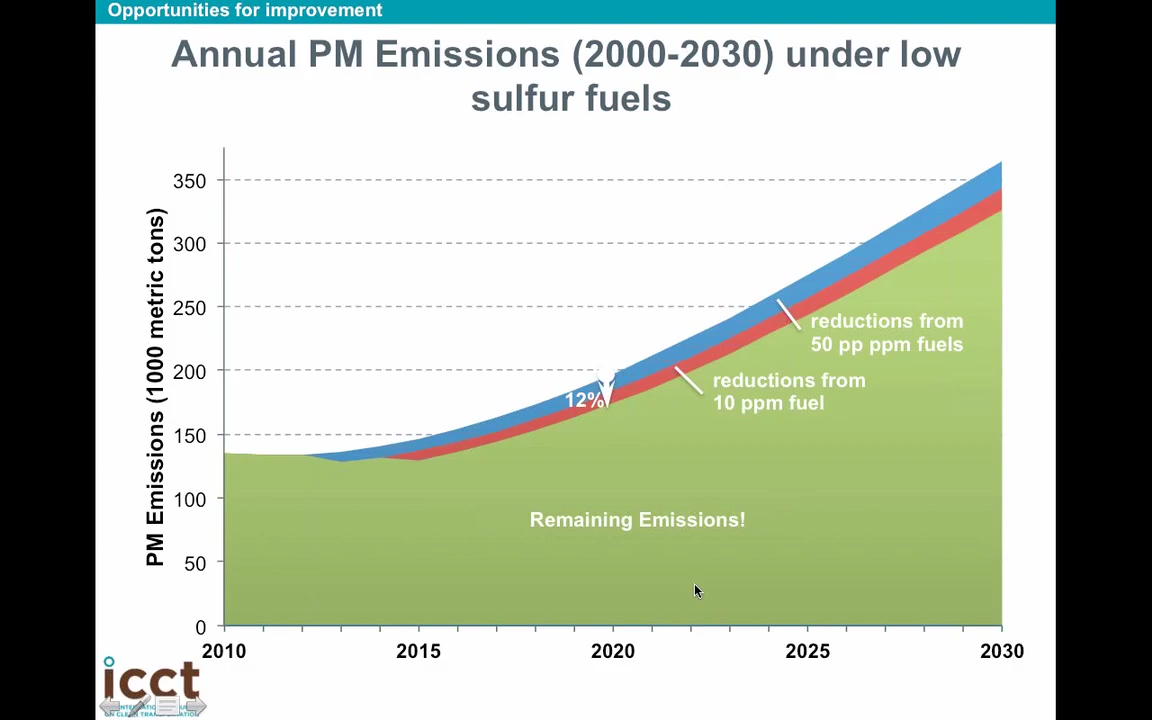 Opportunities for improvement
Annual PM Emissions (2000-2030) under low
sulfur fuels
PM Emissions (1000 metric tons)
350
300
250
200
150
100
50
0
reductions from
50 pp ppm fuels
reductions from
10 ppm fuel
12%
Remaining Emissions!
2010
2015
2020
2025
2030
icct